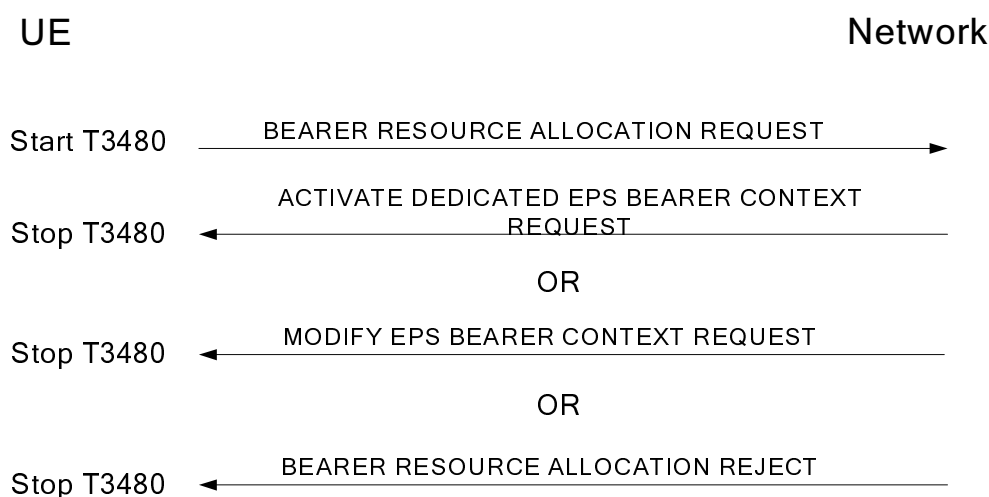 UE
Network
Start T3480
BEARER RESOURCE ALLOCATION REQUEST
ACTIVATE DEDICATED EPS BEARER CONTEXT
REQUEST
Stop T3480
OR
MODIFY EPS BEARER CONTEXT REQUEST
Stop T3480
OR
BEARER RESOURCE ALLOCATION REJECT
Stop T3480